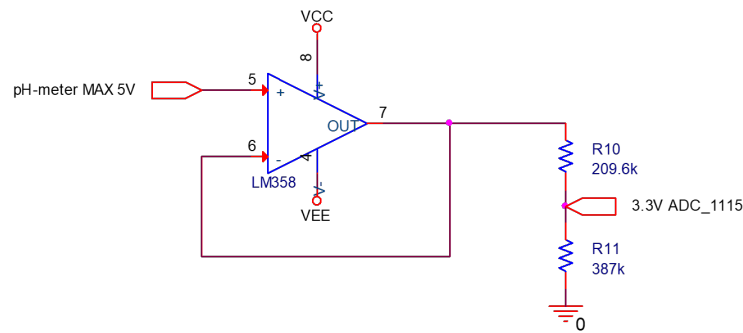 VCC
8
V+
pH-meter MAX 5V
5
+
7
OUT
6
-
LM358
4
V-
VEE
R10
209.6k
3.3V ADC_1115
R11
387k
0